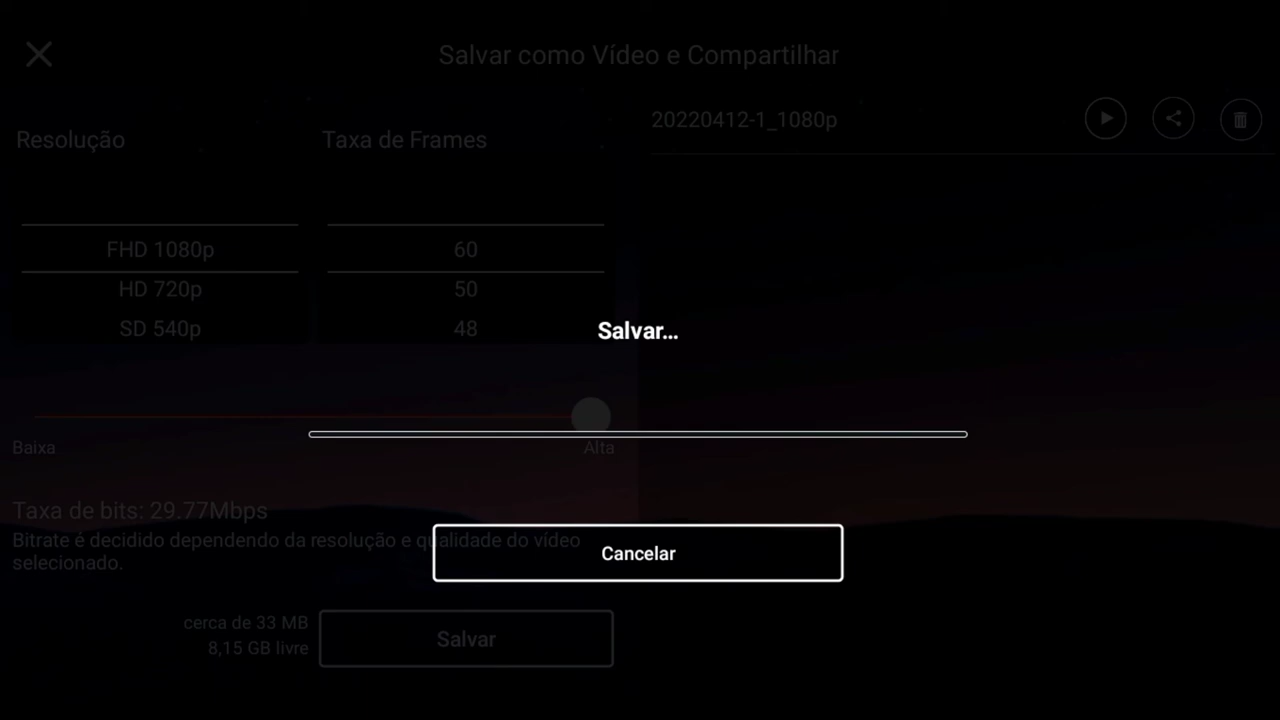 Salvar como Vídeo e Compartilhar
Resolução
Taxa de Frames
20220412-1_1080p
FHD 1080p
60
HD 720p
50
SD 540p
48
Salvar...
Baixa
Alta
Taxa de bits: 29.77Mbps
Bitrate é decidido dependendo da resolução e qualidade do vídeo
selecionado.
Cancelar
cerca de 33 MB
8,15 GB livre
Salvar